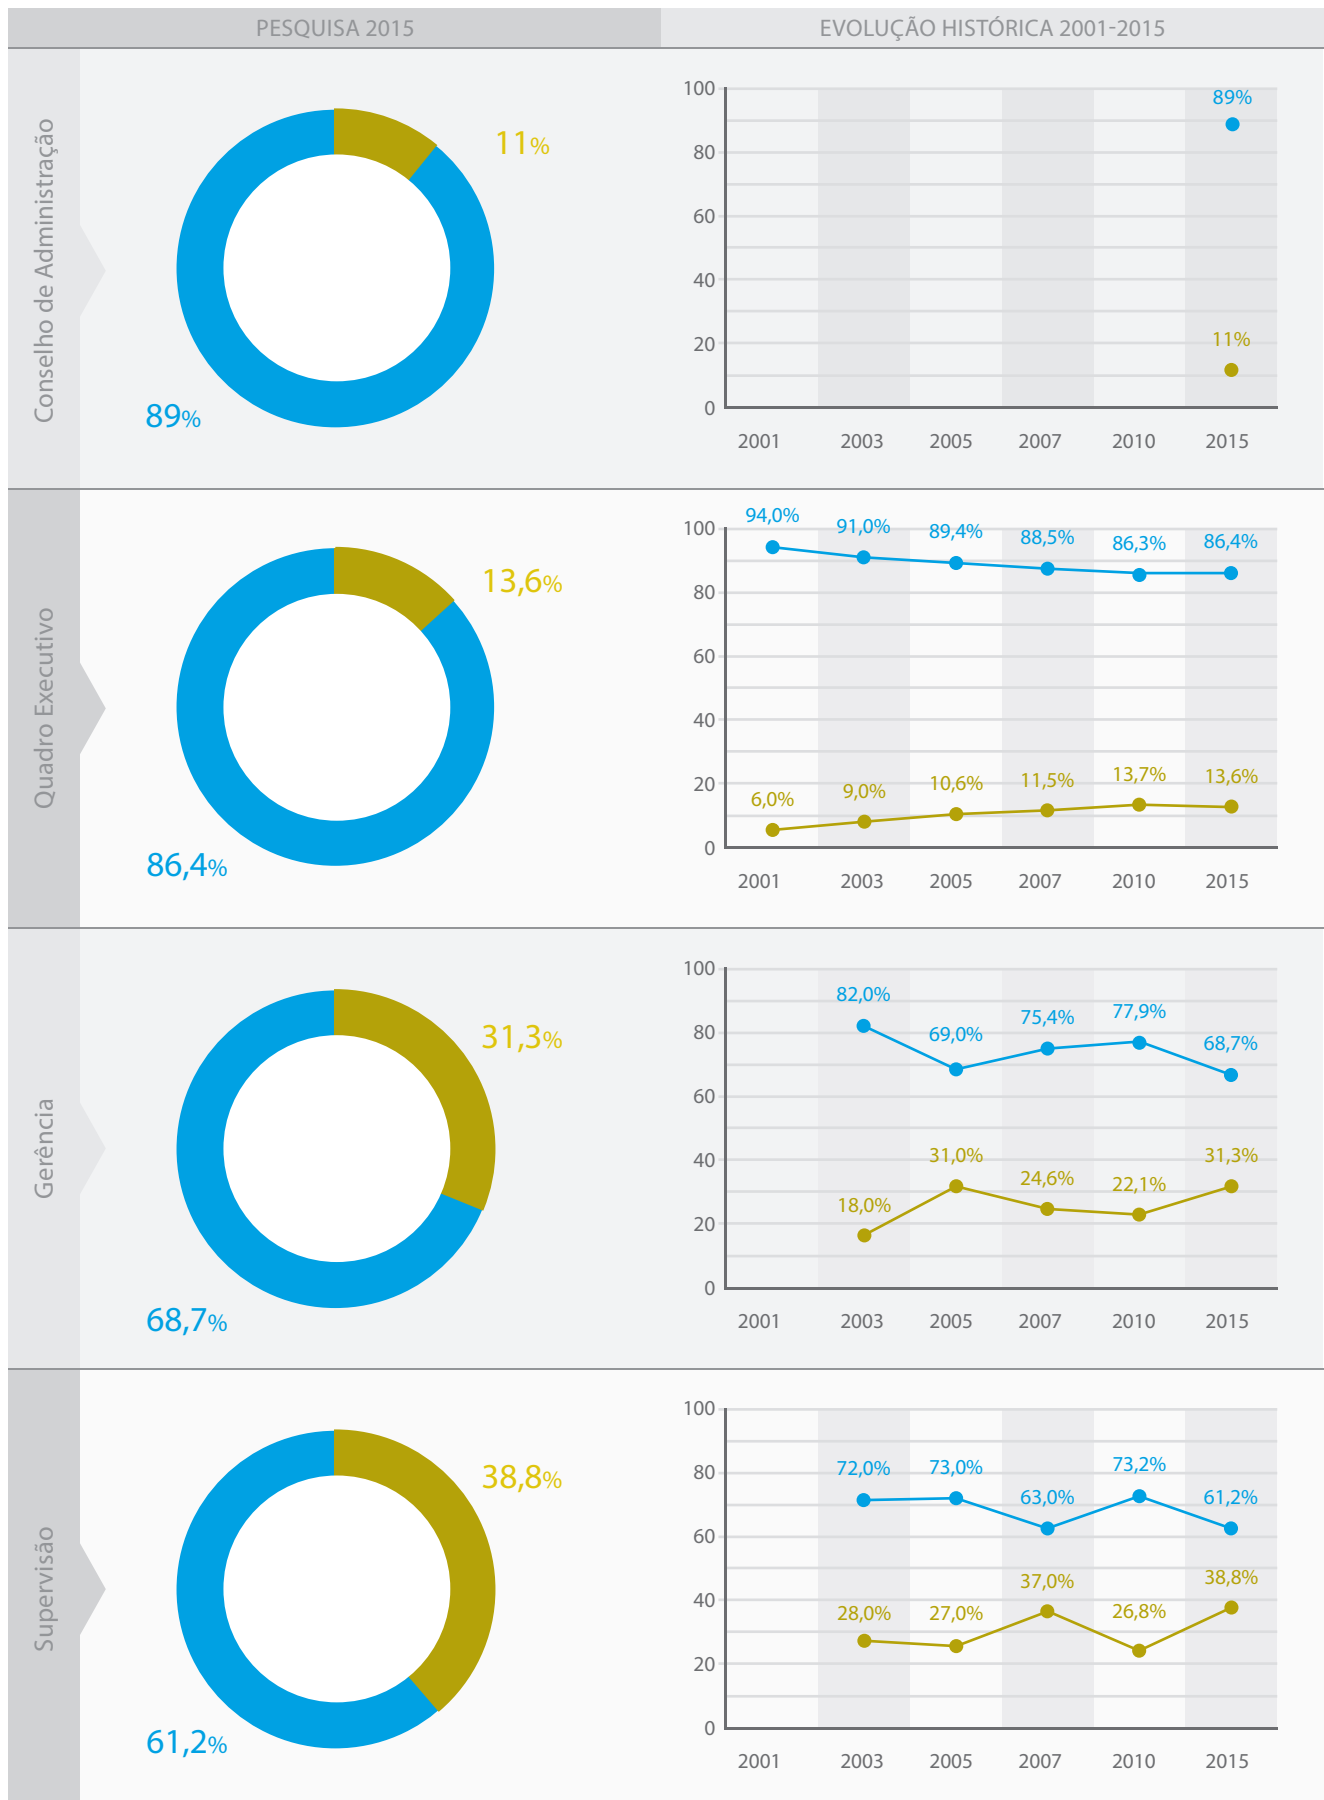 PESQUISA 2015
EVOLUÇÃO HISTÓRICA 2001-2015
Conselho de Administração
11%
89%
100
80
60
40
20
0
89%
11%
2001 2003 2005 2007 2010 2015
Quadro Executivo
13,6%
86,4%
100
80
60
40
20
0
94,0% 91,0% 89,4% 88,5% 86,3% 86,4%
6,0% 9,0% 10,6% 11,5% 13,7% 13,6%
2001 2003 2005 2007 2010 2015
Gerência
31,3%
68,7%
100
80
60
40
20
0
82,0% 69,0% 75,4% 77,9% 68,7%
18,0% 31,0% 24,6% 22,1% 31,3%
2001 2003 2005 2007 2010 2015
Supervisão
38,8%
61,2%
100
80
60
40
20
0
72,0% 73,0% 63,0% 73,2% 61,2%
28,0% 27,0% 37,0% 26,8% 38,8%
2001 2003 2005 2007 2010 2015